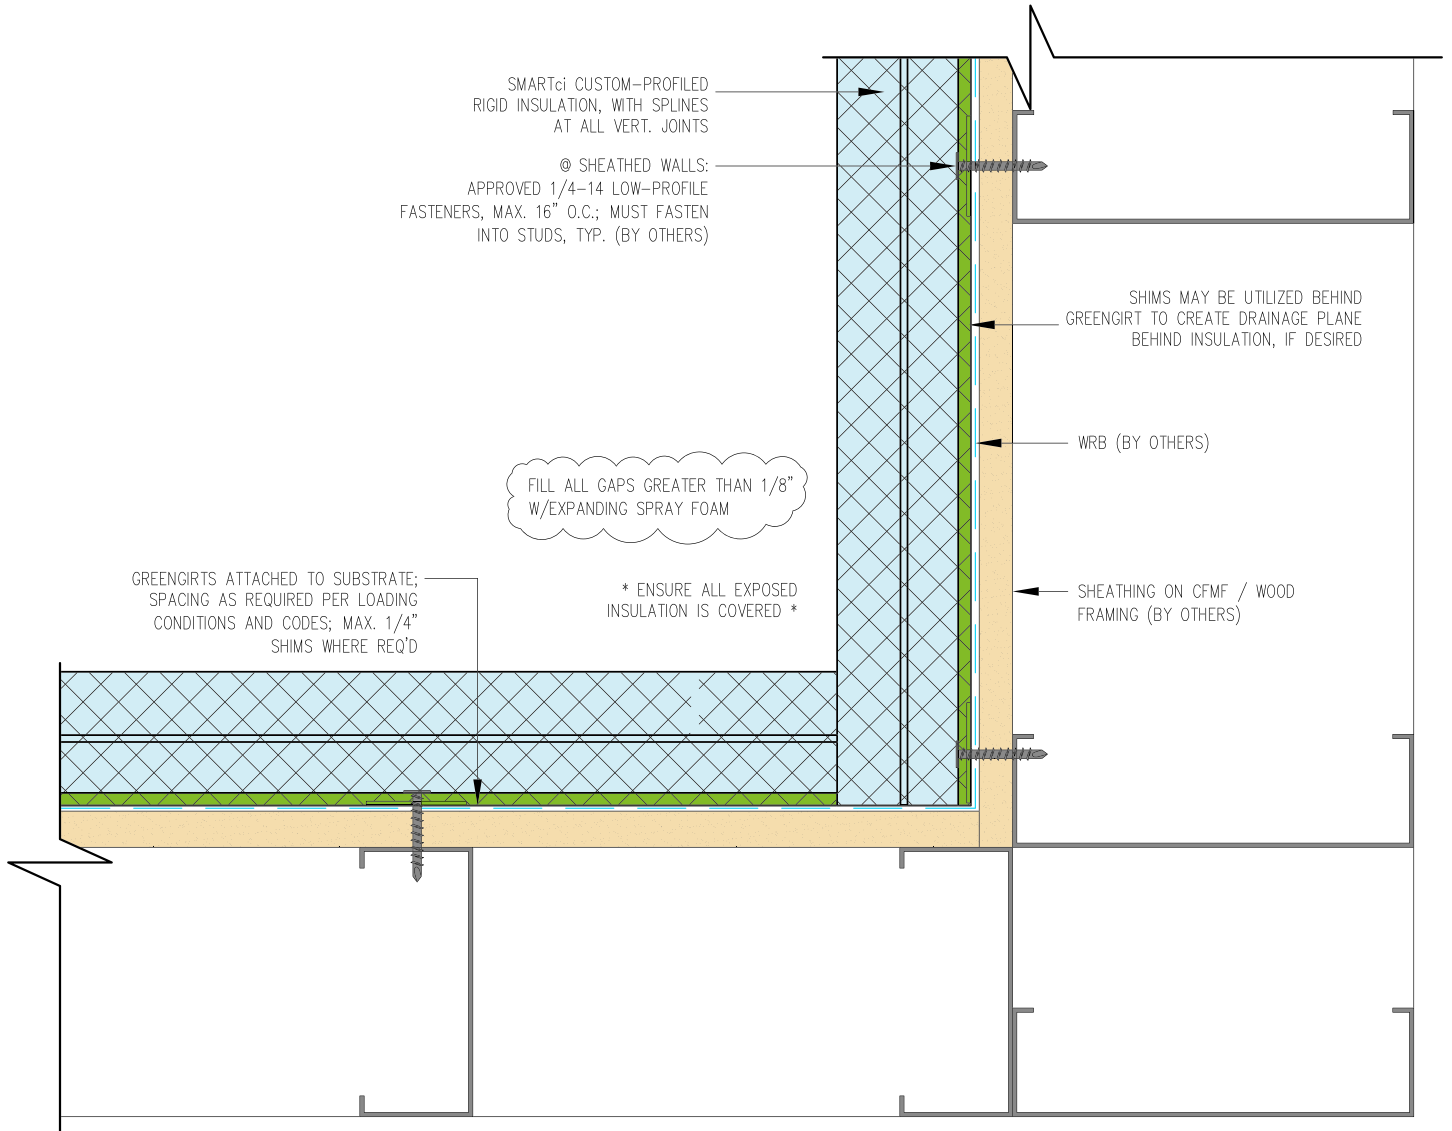 SMARTci CUSTOM-PROFILED
RIGID INSULATION, WITH SPLINES
AT ALL VERT. JOINTS
@ SHEATHED WALLS:
APPROVED 1/4-14 LOW-PROFILE
FASTENERS, MAX. 16" O.C.; MUST FASTEN
INTO STUDS, TYP. (BY OTHERS)
SHIMS MAY BE UTILIZED BEHIND
GREENGIRT TO CREATE DRAINAGE PLANE
BEHIND INSULATION, IF DESIRED
WRB (BY OTHERS)
FILL ALL GAPS GREATER THAN 1/8"
W/EXPANDING SPRAY FOAM
GREENGIRTS ATTACHED TO SUBSTRATE;
SPACING AS REQUIRED PER LOADING
CONDITIONS AND CODES; MAX. 1/4"
SHIMS WHERE REQ'D
* ENSURE ALL EXPOSED
INSULATION IS COVERED *
SHEATHING ON CFMF / WOOD
FRAMING (BY OTHERS)